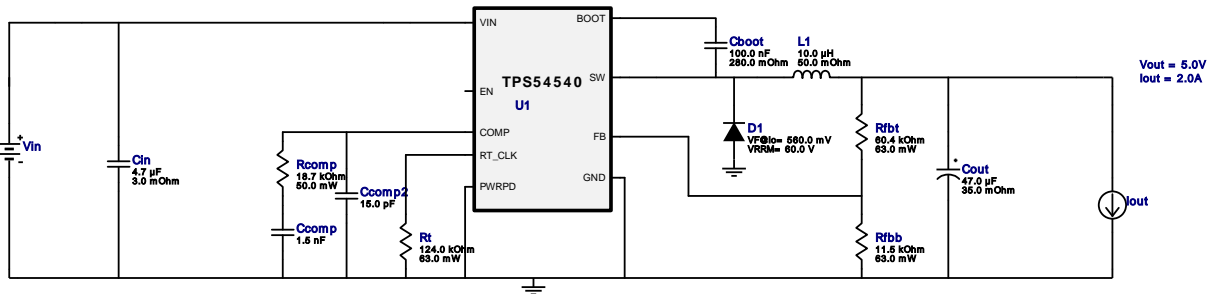 VIN
BOOT
Cboot
100.0 nF
280.0 mOhm
L1
10.0 µH
50.0 mOhm
Vout = 5.0V
Iout = 2.0A
TPS54540
U1
SW
EN
COMP
FB
RT_CLK
GND
PWRPD
D1
VF@Io= 560.0 mV
VRRM= 60.0 V
Rfbt
60.4 kOhm
63.0 mW
Vin
+
-
Cin
4.7 µF
3.0 mOhm
Rcomp
18.7 kOhm
50.0 mW
Ccomp2
15.0 pF
Cout
47.0 µF
35.0 mOhm
Iout
Ccomp
1.5 nF
Rt
124.0 kOhm
63.0 mW
Rfbb
11.5 kOhm
63.0 mW